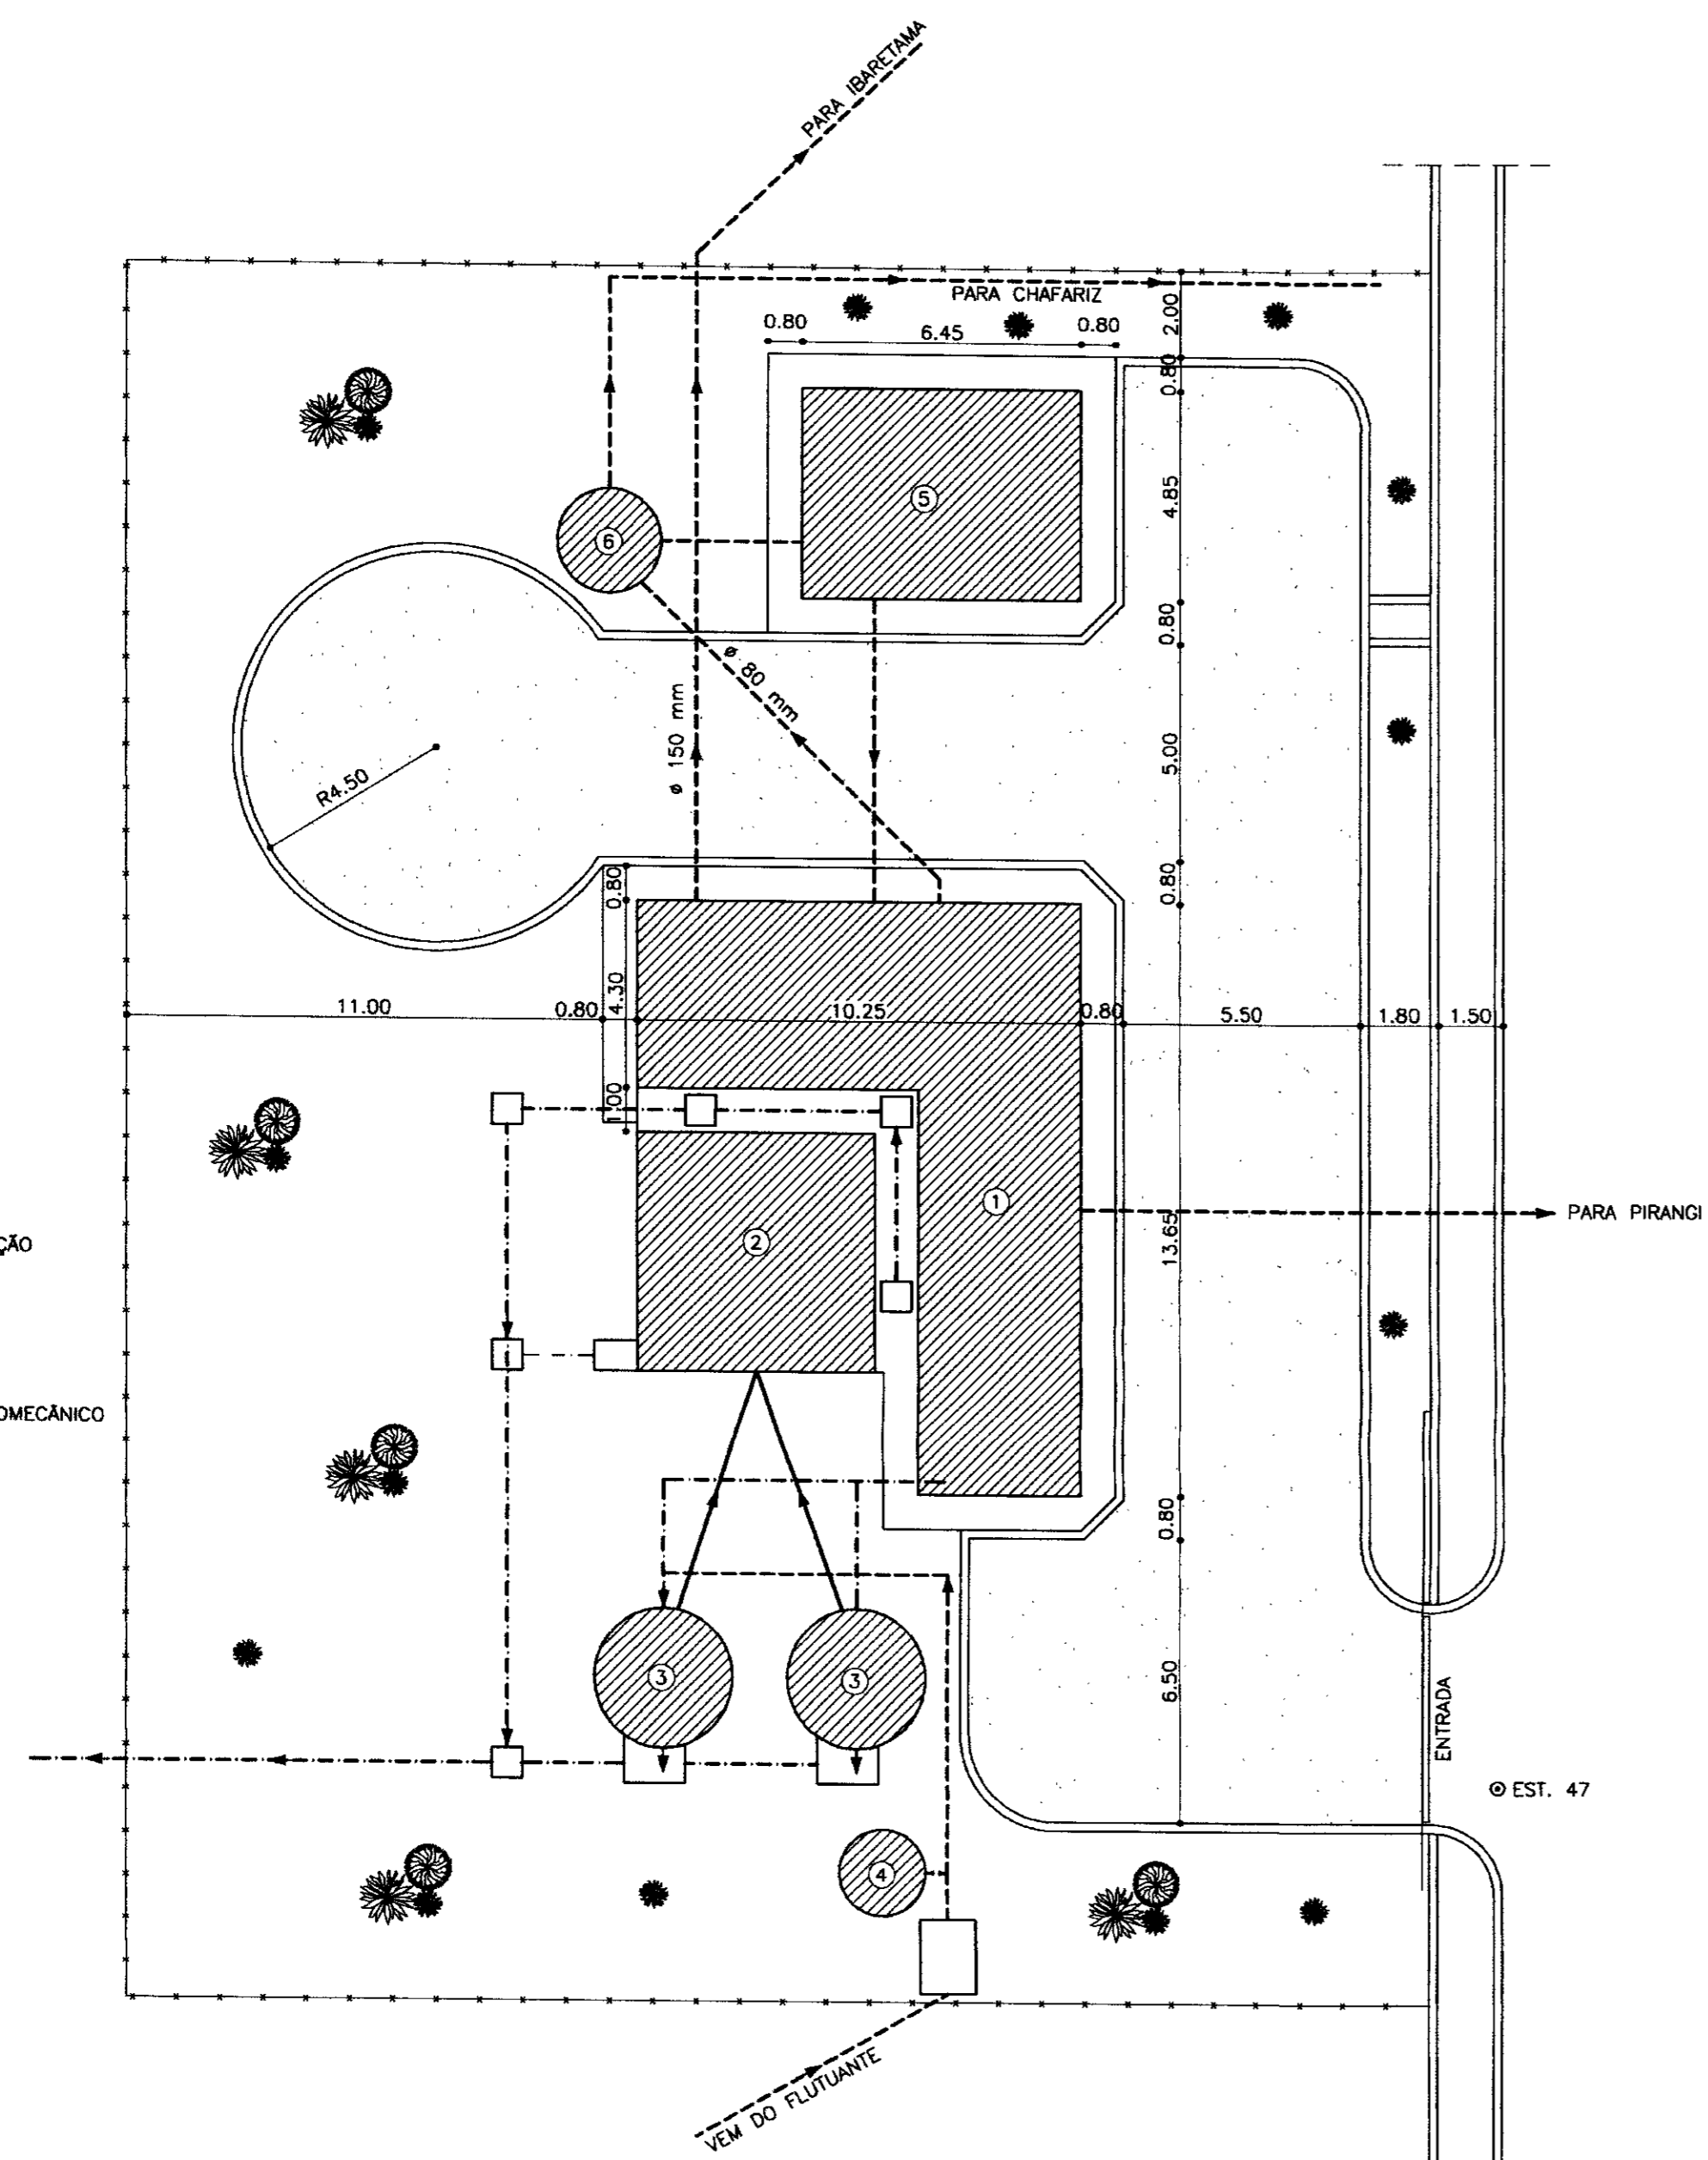 PARA IBARETAMA
PARA CHAFARIZ
0.80
6.45
0.80
2.00
0.80
5
4.85
6
0.80
ø 80 mm
ø 150 mm
5.00
R4.50
0.80
0.80
4.30
11.00
0.80
10.25
0.80
5.50
1.80
1.50
1.00
1
PARA PIRANGI
13.65
2
ÇÃO
OMECÂNICO
0.80
3
3
6.50
ENTRADA
EST. 47
4
VEM DO FLUTUANTE